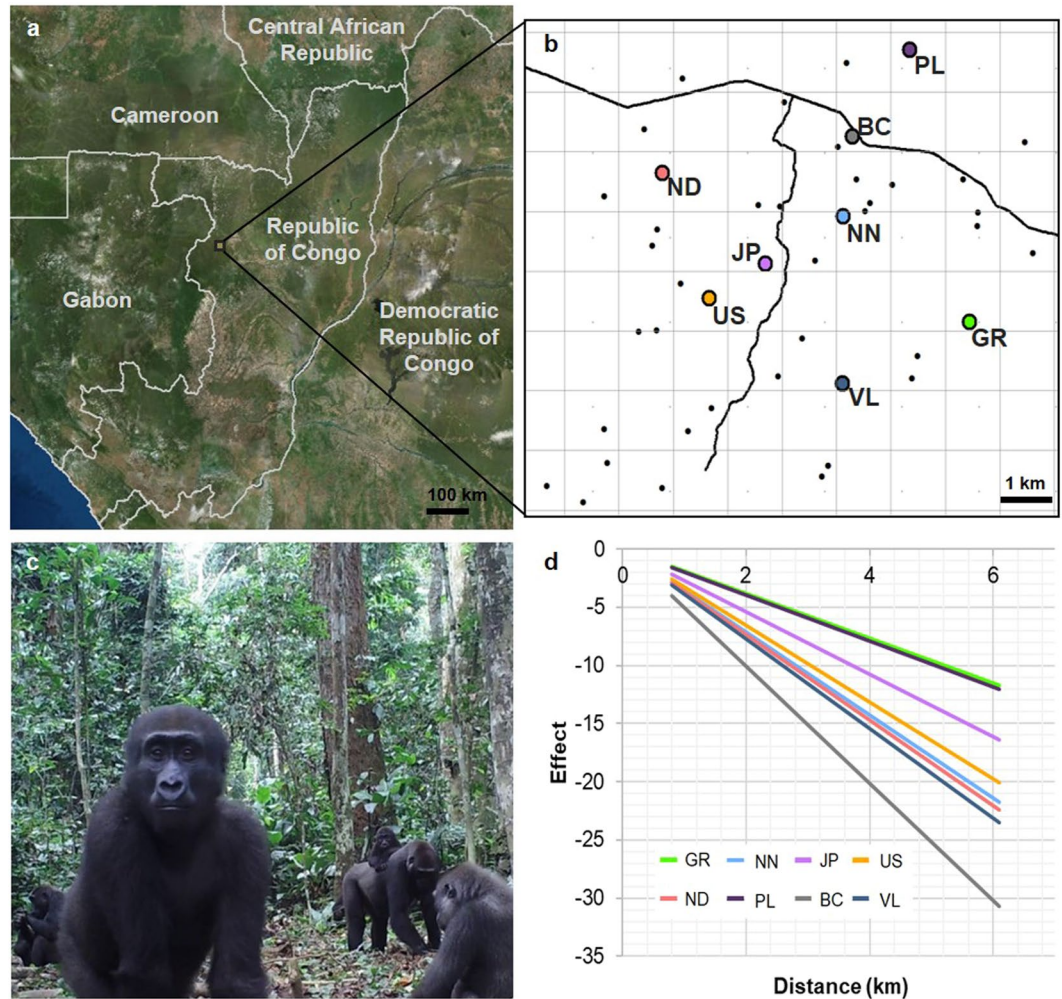 a
Central African
Republic
Cameroon
Republic
of Congo
Gabon
Democratic
Republic of
Congo
100 km
b
PL
BC
ND
NN
JP
US
GR
VL
1 km
c
d
0
0
2
4
6
-5
-10
-15
-20
-25
-30
-35
Effect
GR
NN
JP
US
ND
PL
BC
VL
Distance (km)